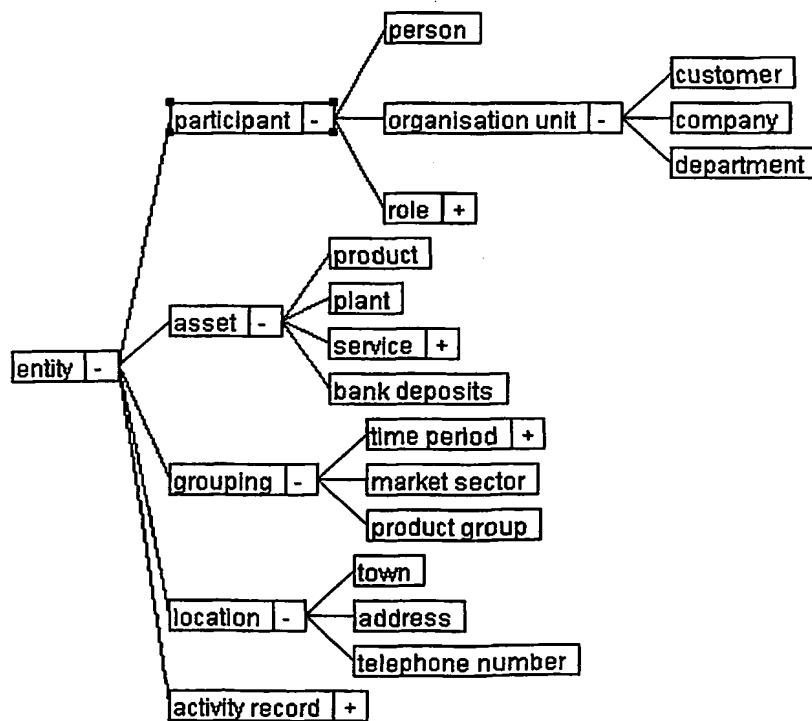 person
customer
participant -
organisation unit -
company
department
role +
product
plant
asset -
service +
entity -
bank deposits
time period +
grouping -
market sector
product group
town
location -
address
telephone number
activity record +